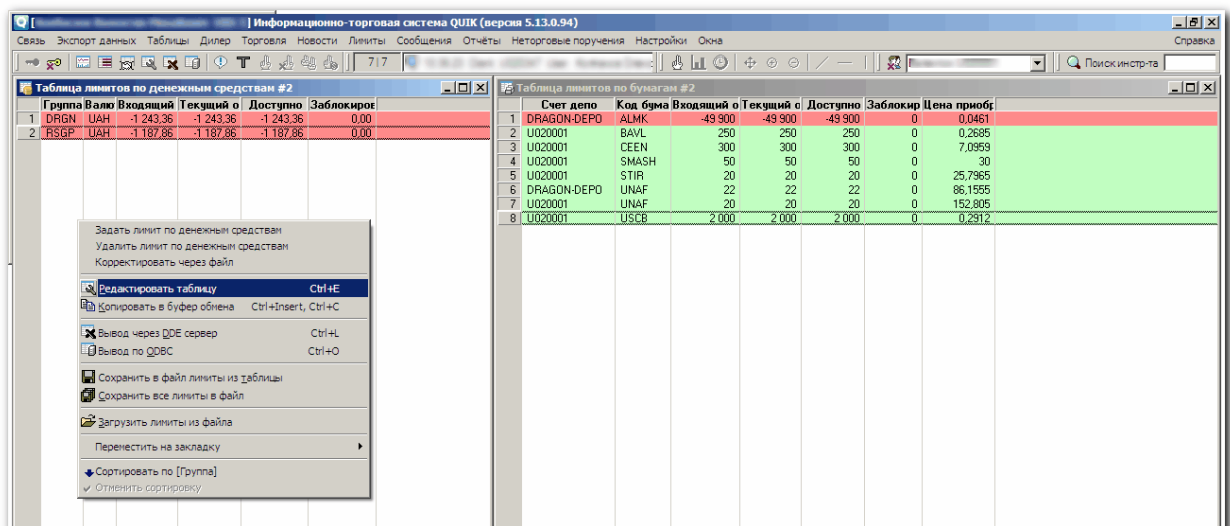 [ ] Информационно-торговая система QUIK (версия 5.13.0.94)
Связь Экспорт данных Таблицы Дилер Торговля Новости Лимиты Сообщения Отчёты Неторговые поручения Настройки Окна Справка
7|7 Поиск инстр-та
Таблица лимитов по денежным средствам #2
Группа Валю Входящий Текущий о Доступно Заблокиров
1 DRGN UAH -1 243,36 -1 243,36 -1 243,36 0,00
2 RSGP UAH -1 187,86 -1 187,86 -1 187,86 0,00
Задать лимит по денежным средствам
Удалить лимит по денежным средствам
Корректировать через файл
Редактировать таблицу Ctrl+E
Копировать в буфер обмена Ctrl+Insert, Ctrl+C
Вывод через DDE сервер Ctrl+L
Вывод по ODBC Ctrl+O
Сохранить в файл лимиты из таблицы
Сохранить все лимиты в файл
Загрузить лимиты из файла
Переместить на закладку
Сортировать по [Группа]
Отменить сортировку
Таблица лимитов по бумагам #2
Счет депо Код бума Входящий о Текущий о Доступно Заблокир Цена приобр
1 DRAGON-DEPO ALMK -49 900 -49 900 -49 900 0 0,0461
2 U020001 BAVL 250 250 250 0 0,2685
3 U020001 CEEN 300 300 300 0 7,0959
4 U020001 SMASH 50 50 50 0 30
5 U020001 STIR 20 20 20 0 25,7965
6 DRAGON-DEPO UNAF 22 22 22 0 86,1555
7 U020001 UNAF 20 20 20 0 152,805
8 U020001 USCB 2 000 2 000 2 000 0 0,2912